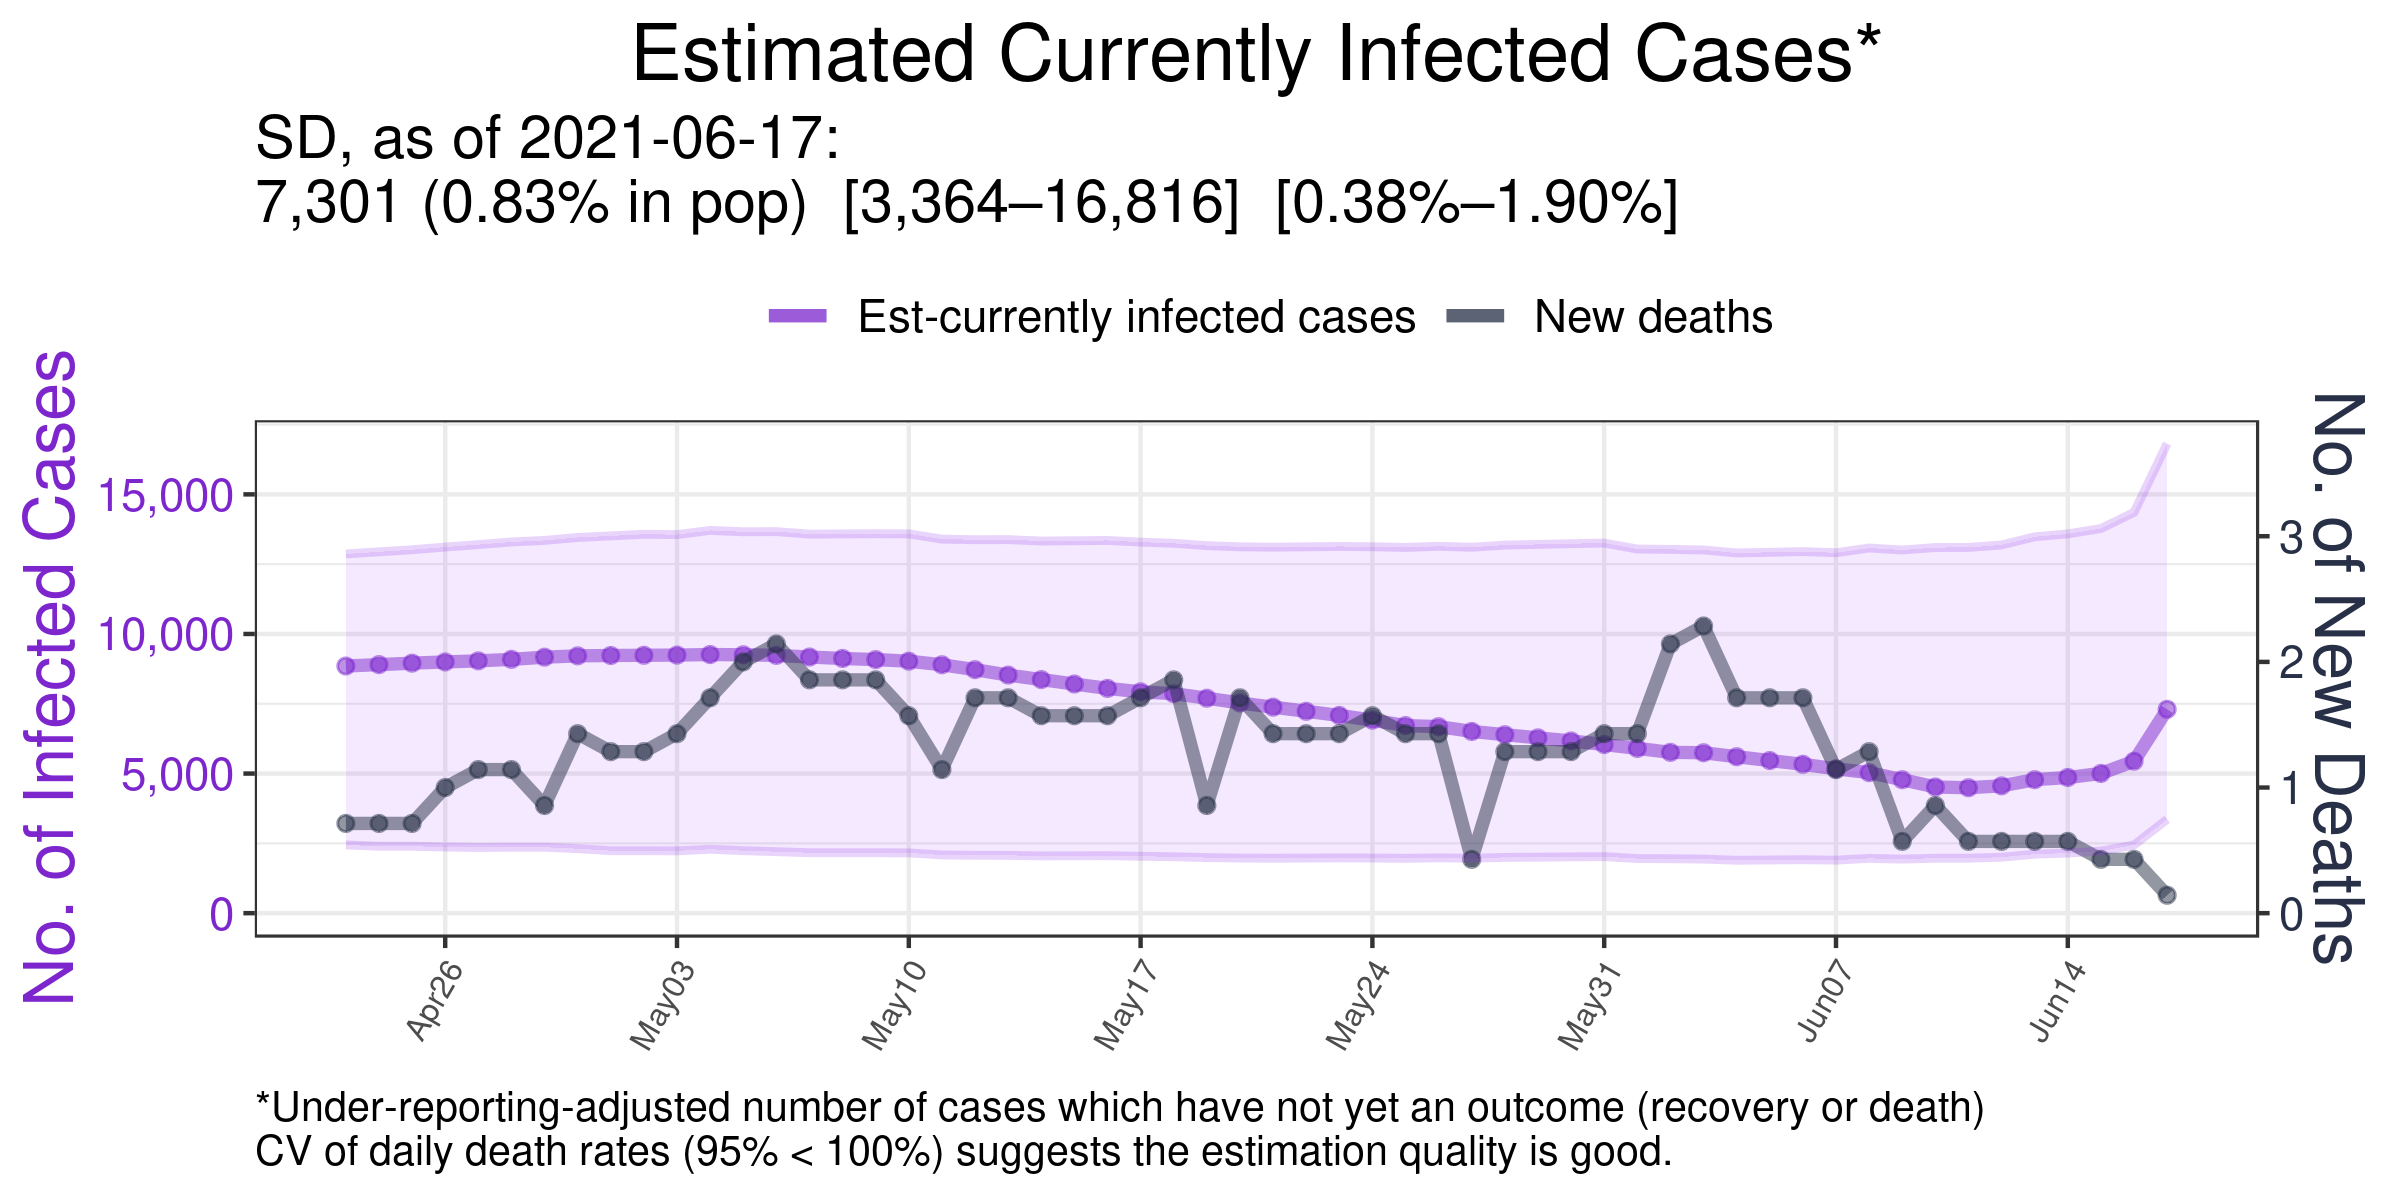 Estimated Currently Infected Cases*
SD, as of 2021-06-17:
7,301 (0.83% in pop) [3,364–16,816] [0.38%–1.90%]
Est-currently infected cases
New deaths
No. of Infected Cases
15,000
10,000
5,000
0
3
2
1
0
No. of New Deaths
Apr26
May03
May10
May17
May24
May31
Jun07
Jun14
*Under-reporting-adjusted number of cases which have not yet an outcome (recovery or death)
CV of daily death rates (95% < 100%) suggests the estimation quality is good.